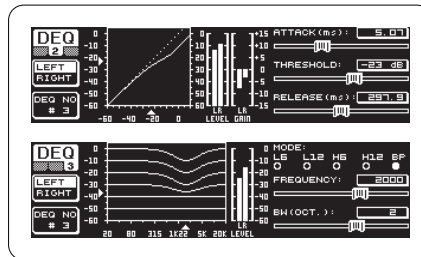 DEQ
2
LEFT
RIGHT
DEQ NO
# 3
0
-10
-20
-30
-40
-50
-60
-60 -40 -20 0
0
10
20
30
40
50
60
LR LR
LEVEL GAIN
+15
+10
+5
0
-5
-10
-15
ATTACK(ms): 5.07
THRESHOLD: -23 dB
RELEASE(ms): 297.9
DEQ
3
LEFT
RIGHT
DEQ NO
# 3
0
-10
-20
-30
-40
-50
-60
20 80 315 1K22 5K 20K
LR
LEVEL
0
10
20
30
40
50
60
MODE:
L6 L12 H6 H12 BP
FREQUENCY: 2000
BW(OCT.): 2